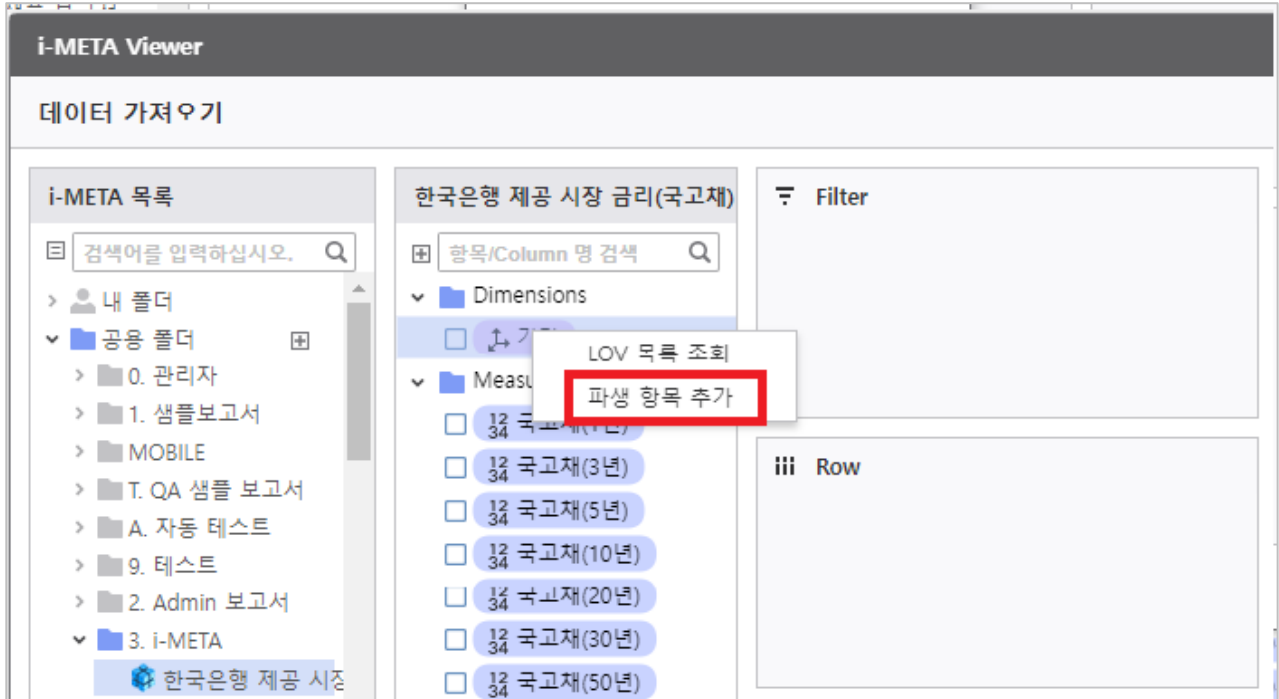 i-META Viewer
데이터 가져오기
i-META 목록
검색어를 입력하십시오.
내 폴더
공용 폴더
0. 관리자
1. 샘플보고서
MOBILE
T. QA 샘플 보고서
A. 자동 테스트
9. 테스트
2. Admin 보고서
3. i-META
한국은행 제공 시장
한국은행 제공 시장 금리(국고채)
항목/Column 명 검색
Dimensions
LOV 목록 조회
파생 항목 추가
국고채(1년)
국고채(3년)
국고채(5년)
국고채(10년)
국고채(20년)
국고채(30년)
국고채(50년)
Filter
Row